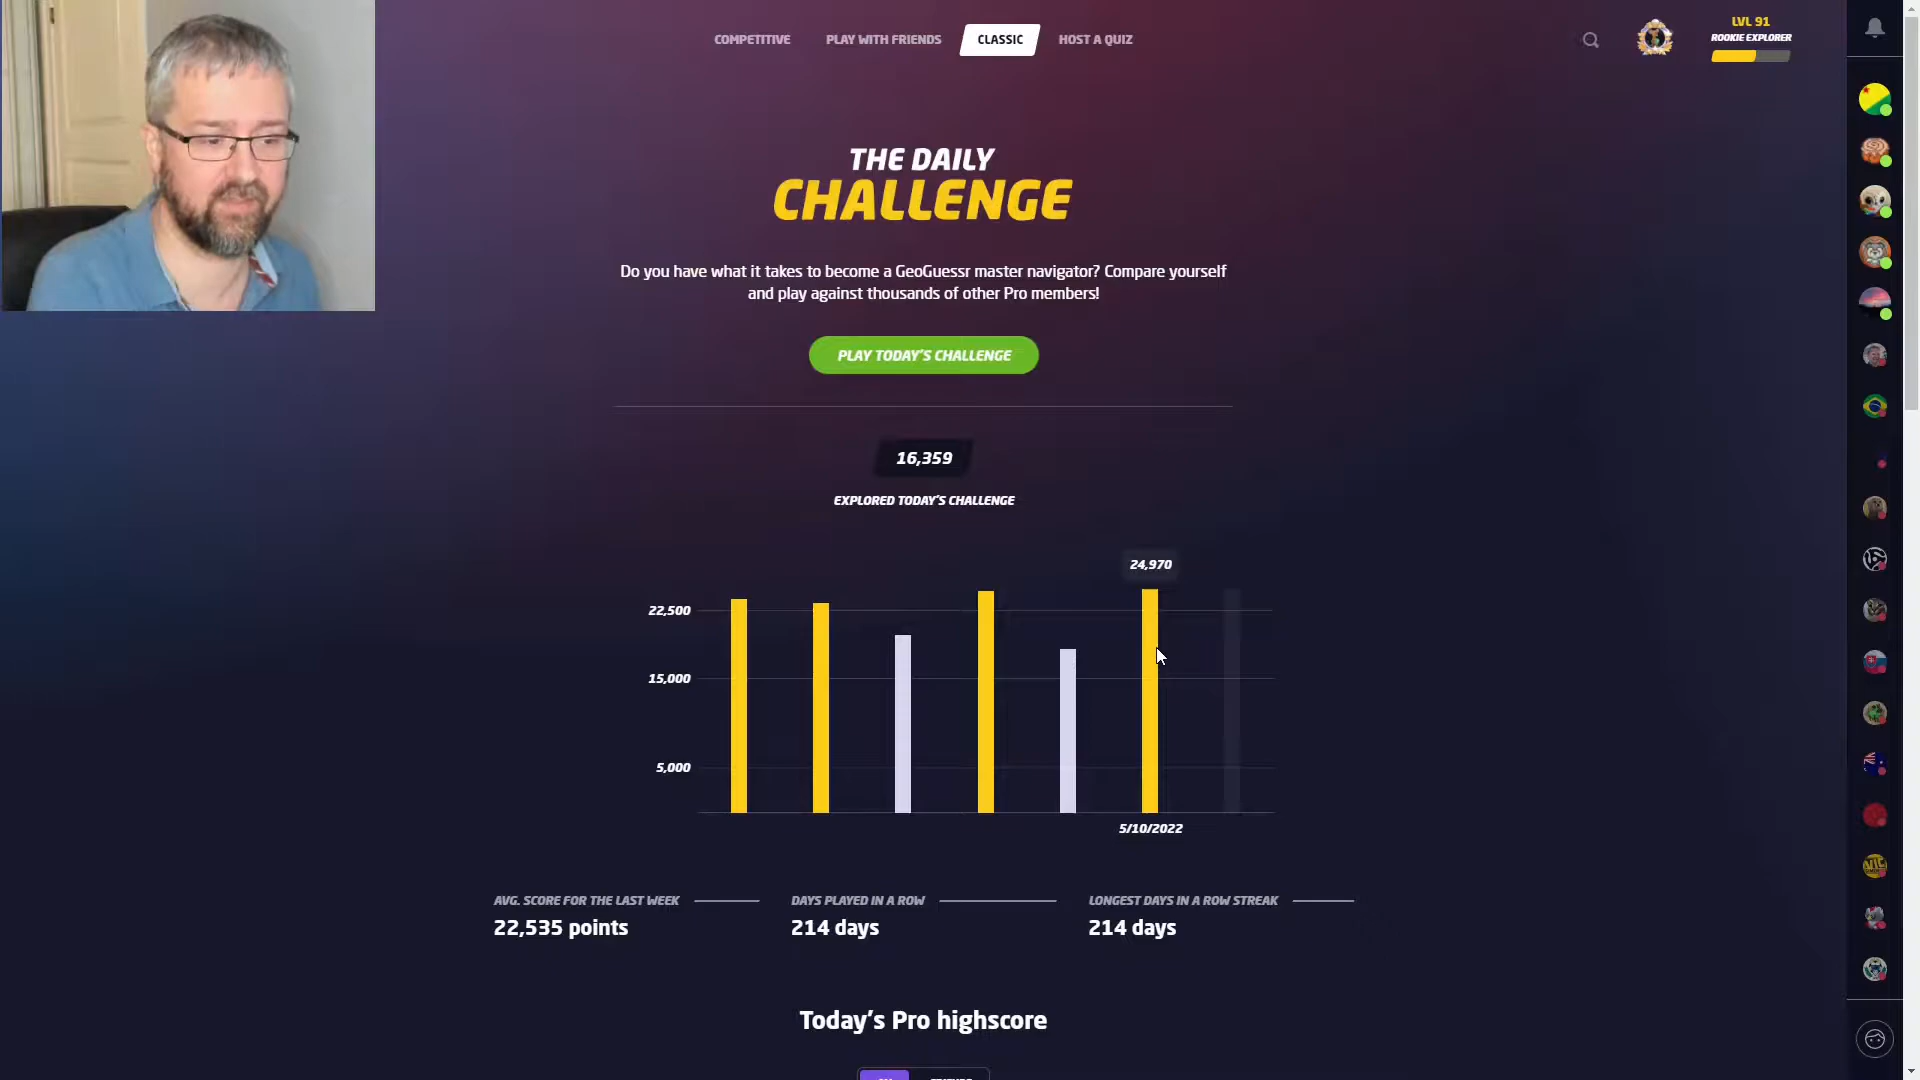 COMPETITIVE PLAY WITH FRIENDS CLASSIC HOST A QUIZ
LVL 91
ROOKIE EXPLORER
THE DAILY
CHALLENGE
Do you have what it takes to become a GeoGuessr master navigator? Compare yourself
and play against thousands of other Pro members!
PLAY TODAY'S CHALLENGE
16,359
EXPLORED TODAY'S CHALLENGE
24,970
22,500
15,000
5,000
5/10/2022
AVG. SCORE FOR THE LAST WEEK
22,535 points
DAYS PLAYED IN A ROW
214 days
LONGEST DAYS IN A ROW STREAK
214 days
Today's Pro highscore